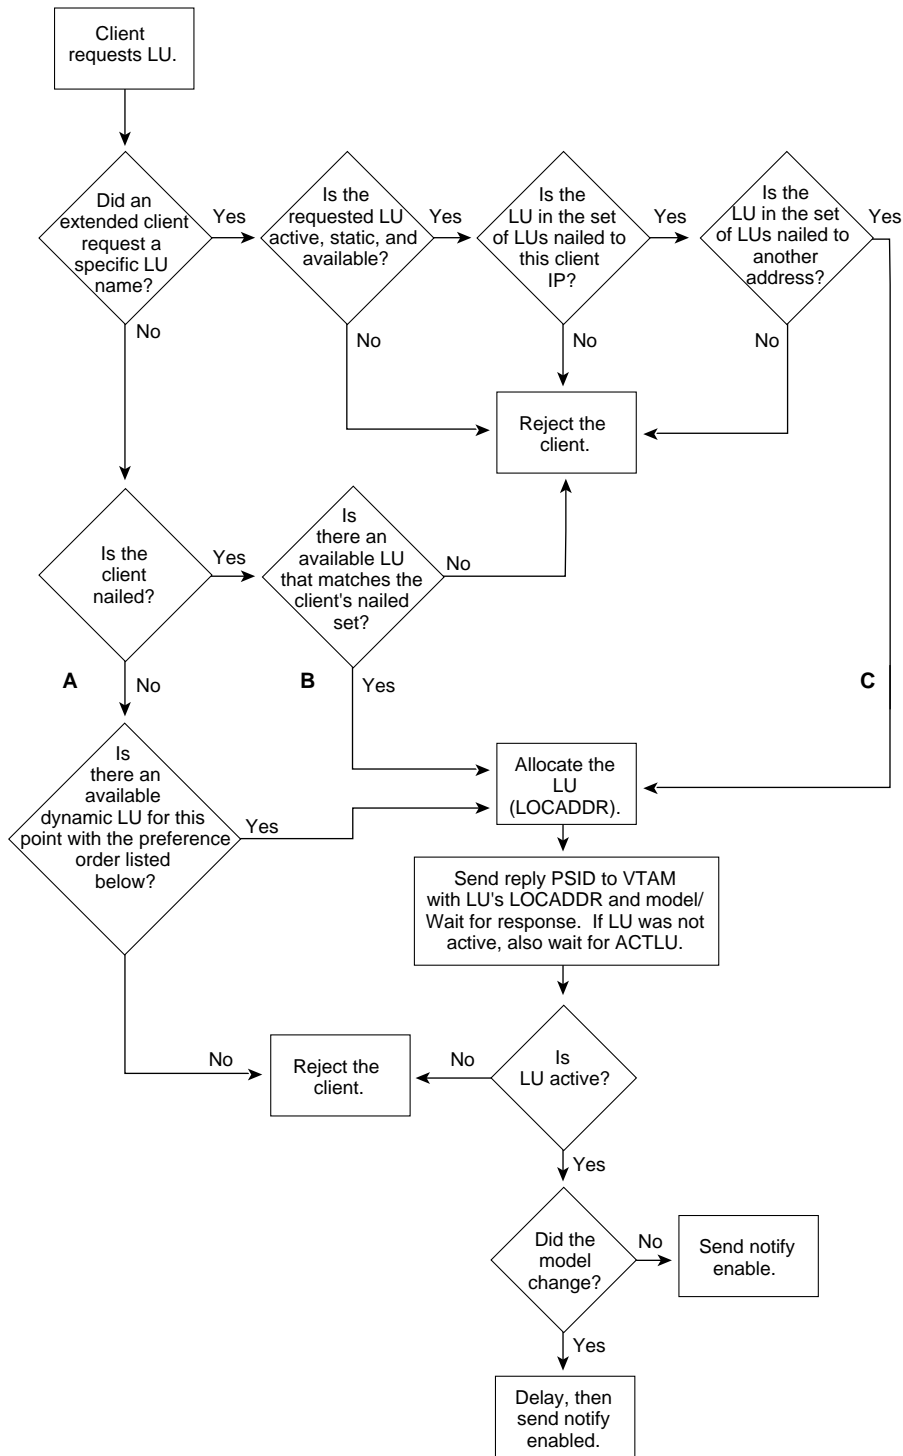 Client
requests LU.
Did an
extended client
request a
specific LU
name?
Yes
Is the
requested LU
active, static, and
available?
Yes
Is the
LU in the set
of LUs nailed to
this client
IP?
Yes
Is the
LU in the set
of LUs nailed to
another
address?
Yes
No
No
No
No
Reject the
client.
Is the
client
nailed?
Yes
Is
there an
available LU
that matches the
client's nailed
set?
No
A
No
B
Yes
C
Is
there an
available
dynamic LU for this
point with the preference
order listed
below?
Yes
Allocate the
LU
(LOCADDR).
Send reply PSID to VTAM
with LU's LOCADDR and model/
Wait for response. If LU was not
active, also wait for ACTLU.
No
Reject the
client.
No
Is
LU active?
Yes
Did the
model
change?
No
Send notify
enable.
Yes
Delay, then
send notify
enabled.